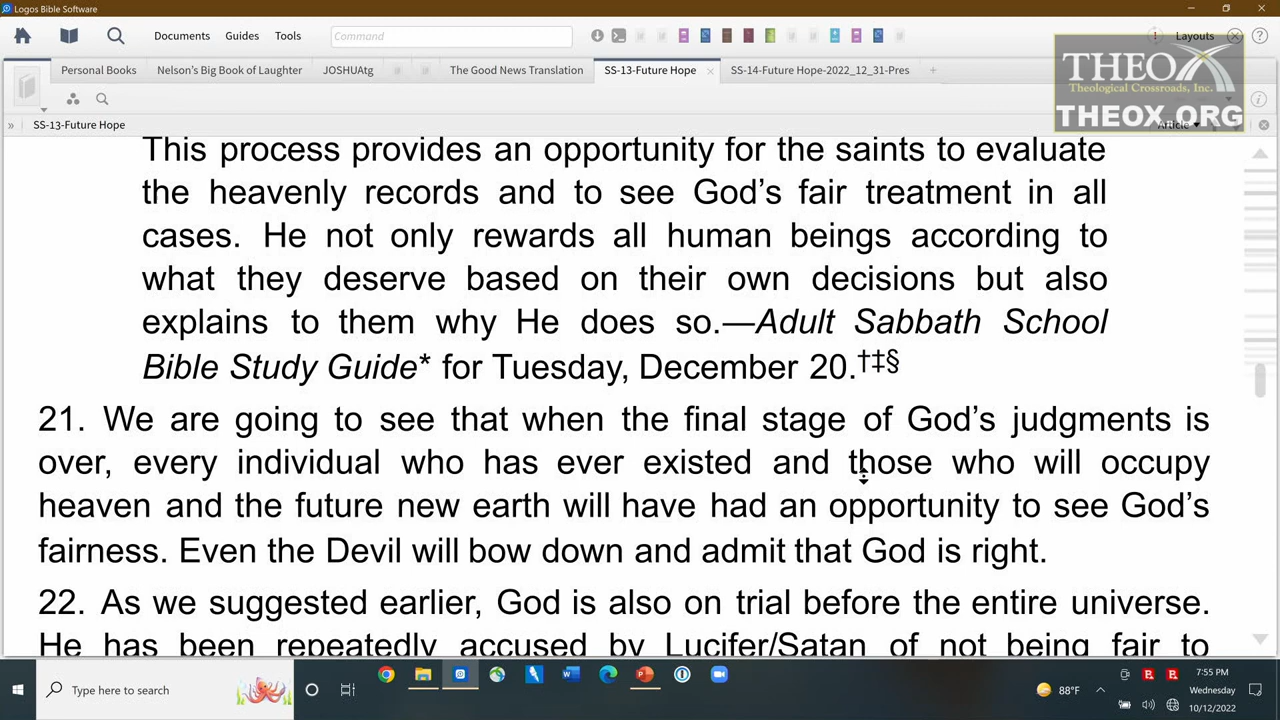 Logos Bible Software
Documents Guides Tools Command Layouts
Personal Books Nelson's Big Book of Laughter JOSHUAtg The Good News Translation SS-13-Future Hope SS-14-Future Hope-2022_12_31-Pres
THEOX
Theological Crossroads, Inc.
THEOX.ORG
SS-13-Future Hope Article
This process provides an opportunity for the saints to evaluate
the heavenly records and to see God's fair treatment in all
cases. He not only rewards all human beings according to
what they deserve based on their own decisions but also
explains to them why He does so.—Adult Sabbath School
Bible Study Guide* for Tuesday, December 20.†‡§
21. We are going to see that when the final stage of God's judgments is
over, every individual who has ever existed and those who will occupy
heaven and the future new earth will have had an opportunity to see God's
fairness. Even the Devil will bow down and admit that God is right.
22. As we suggested earlier, God is also on trial before the entire universe.
He has been repeatedly accused by Lucifer/Satan of not being fair to
Type here to search
88°F
7:55 PM
Wednesday
10/12/2022